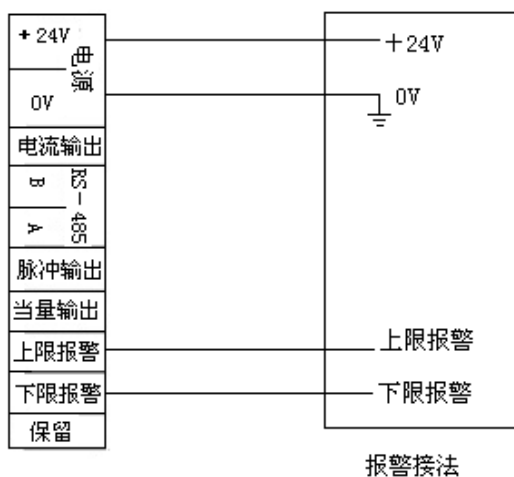 +24V
电源
0V
电流输出
B
A
RS-485
脉冲输出
当量输出
上限报警
下限报警
保留
+24V
0V
上限报警
下限报警
报警接法